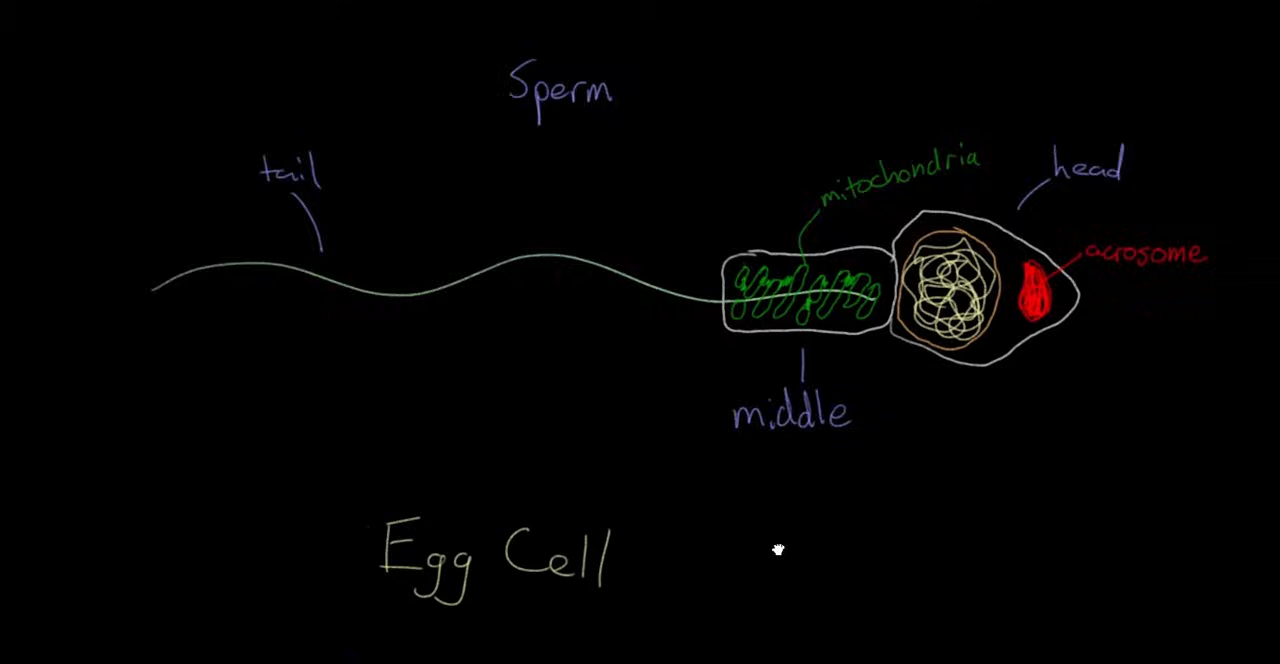 Sperm
tail
mitochondria
head
acrosome
middle
Egg Cell